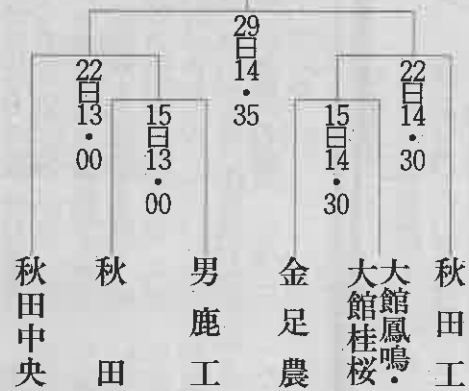 29日14・35
22日13・00
22日14・30
15日13・00
15日14・30
秋田中央
秋田
男鹿工
金足農
大館鳳鳴・
大館桂桜
秋田工